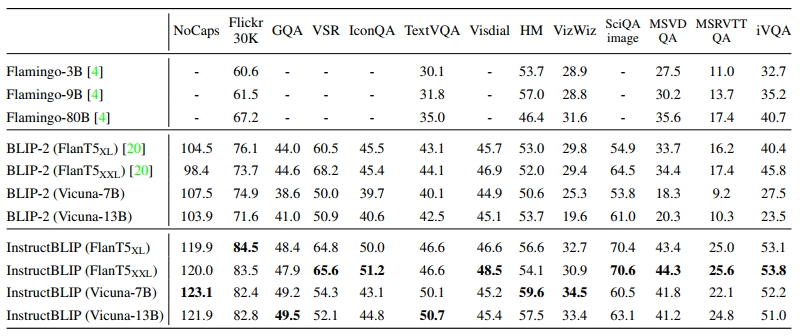 NoCaps Flickr 30K GQA VSR IconQA TextVQA Visdial HM VizWiz SciQA image MSVD QA MSRVTT QA iVQA
Flamingo-3B [4] - 60.6 - - - 30.1 - 53.7 28.9 - 27.5 11.0 32.7
Flamingo-9B [4] - 61.5 - - - 31.8 - 57.0 28.8 - 30.2 13.7 35.2
Flamingo-80B [4] - 67.2 - - - 35.0 - 46.4 31.6 - 35.6 17.4 40.7
BLIP-2 (FlanT5XL) [20] 104.5 76.1 44.0 60.5 45.5 43.1 45.7 53.0 29.8 54.9 33.7 16.2 40.4
BLIP-2 (FlanT5XXL) [20] 98.4 73.7 44.6 68.2 45.4 44.1 46.9 52.0 29.4 64.5 34.4 17.4 45.8
BLIP-2 (Vicuna-7B) 107.5 74.9 38.6 50.0 39.7 40.1 44.9 50.6 25.3 53.8 18.3 9.2 27.5
BLIP-2 (Vicuna-13B) 103.9 71.6 41.0 50.9 40.6 42.5 45.1 53.7 19.6 61.0 20.3 10.3 23.5
InstructBLIP (FlanT5XL) 119.9 84.5 48.4 64.8 50.0 46.6 46.6 56.6 32.7 70.4 43.4 25.0 53.1
InstructBLIP (FlanT5XXL) 120.0 83.5 47.9 65.6 51.2 46.6 48.5 54.1 30.9 70.6 44.3 25.6 53.8
InstructBLIP (Vicuna-7B) 123.1 82.4 49.2 54.3 43.1 50.1 45.2 59.6 34.5 60.5 41.8 22.1 52.2
InstructBLIP (Vicuna-13B) 121.9 82.8 49.5 52.1 44.8 50.7 45.4 57.5 33.4 63.1 41.2 24.8 51.0